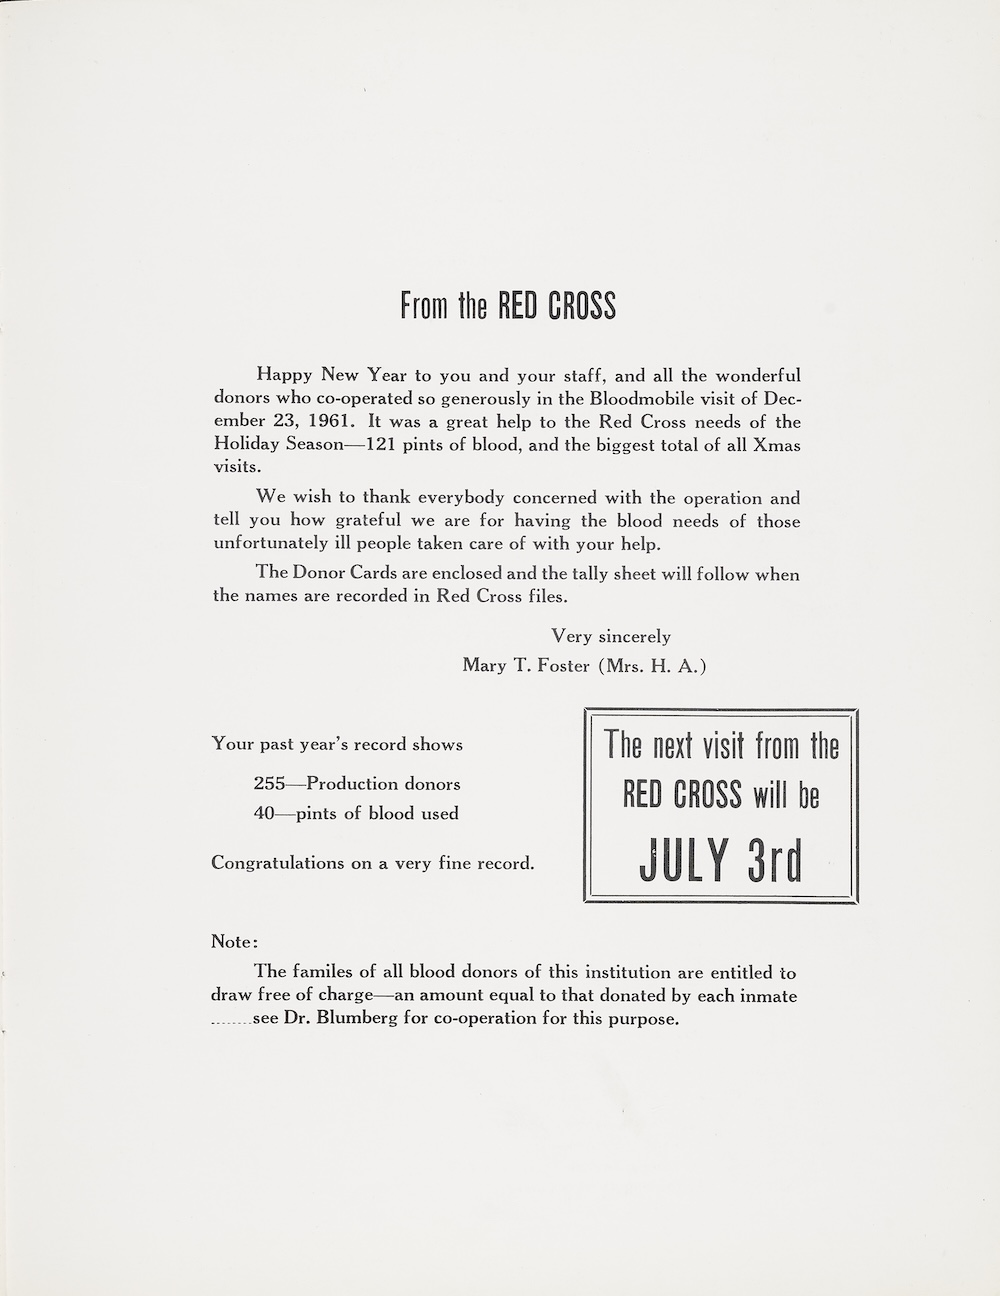 From the RED CROSS
Happy New Year to you and your staff, and all the wonderful
donors who co-operated so generously in the Bloodmobile visit of Dec-
ember 23, 1961. It was a great help to the Red Cross needs of the
Holiday Season—121 pints of blood, and the biggest total of all Xmas
visits.
We wish to thank everybody concerned with the operation and
tell you how grateful we are for having the blood needs of those
unfortunately ill people taken care of with your help.
The Donor Cards are enclosed and the tally sheet will follow when
the names are recorded in Red Cross files.
Very sincerely
Mary T. Foster (Mrs. H. A.)
Your past year's record shows
255—Production donors
40—pints of blood used
Congratulations on a very fine record.
The next visit from the
RED CROSS will be
JULY 3rd
Note:
The familes of all blood donors of this institution are entitled to
draw free of charge—an amount equal to that donated by each inmate
........see Dr. Blumberg for co-operation for this purpose.